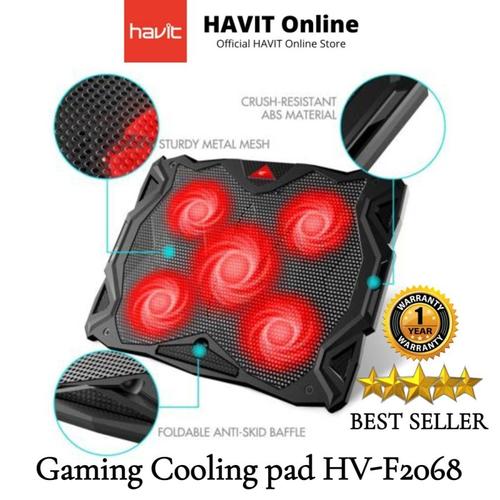 havit
HAVIT Online
Official HAVIT Online Store
CRUSH-RESISTANT
ABS MATERIAL
STURDY METAL MESH
WARRANTY
1
YEAR
WARRANTY
BEST SELLER
FOLDABLE ANTI-SKID BAFFLE
Gaming Cooling pad HV-F2068